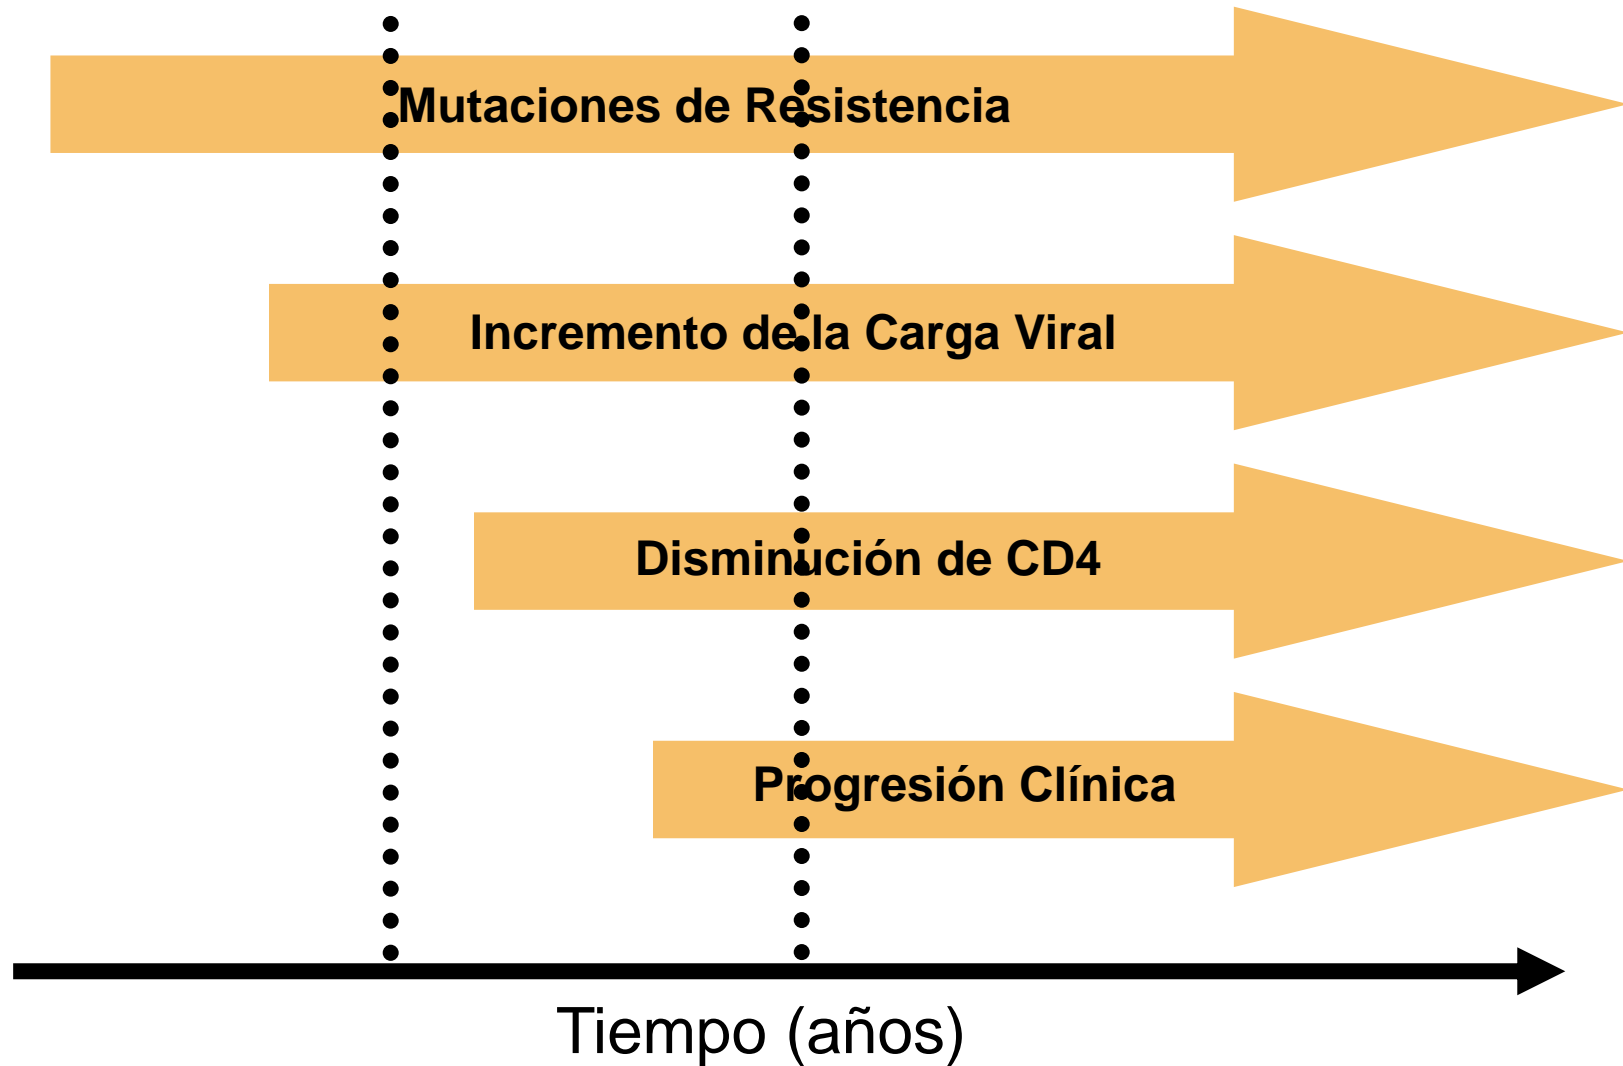 Mutaciones de Resistencia
Incremento de la Carga Viral
Disminución de CD4
Progresión Clínica
Tiempo (años)